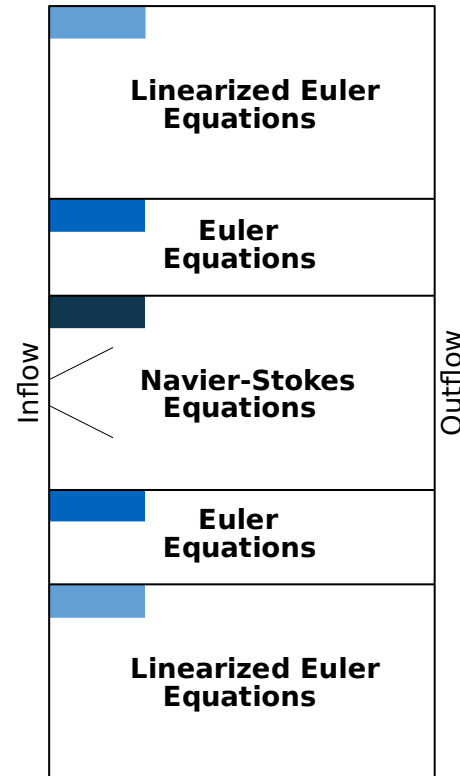 Linearized Euler
Equations
Euler
Equations
Inflow
Navier-Stokes
Equations
Outflow
Euler
Equations
Linearized Euler
Equations